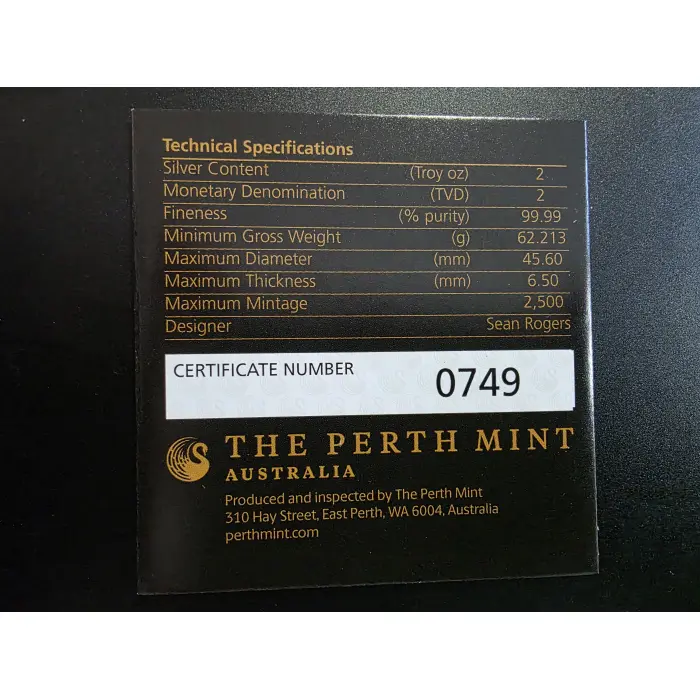 Technical Specifications
Silver Content (Troy oz) 2
Monetary Denomination (TVD) 2
Fineness (% purity) 99.99
Minimum Gross Weight (g) 62.213
Maximum Diameter (mm) 45.60
Maximum Thickness (mm) 6.50
Maximum Mintage 2,500
Designer Sean Rogers
CERTIFICATE NUMBER 0749
THE PERTH MINT
AUSTRALIA
Produced and inspected by The Perth Mint
310 Hay Street, East Perth, WA 6004, Australia
perthmint.com